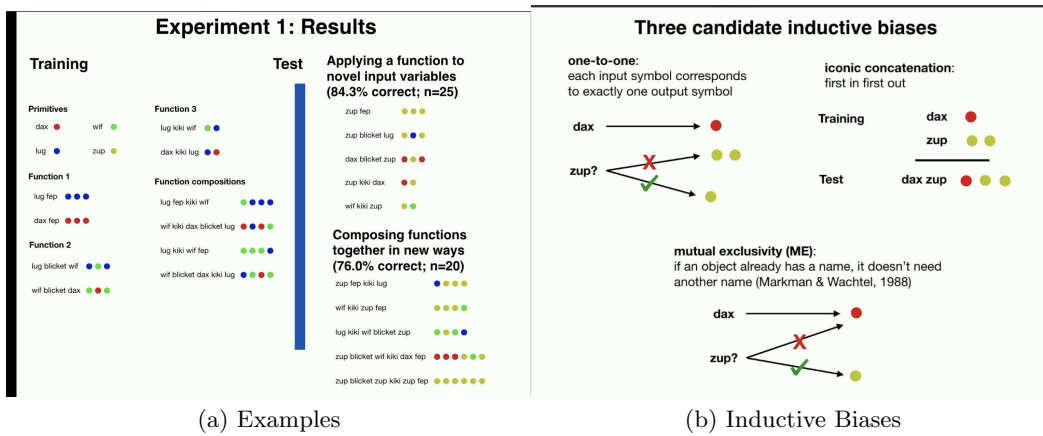 Experiment 1: Results
Training
Test
Primitives
dax
wif
lug
zup
Function 1
lug fep
dax fep
Function 2
lug blicket wif
wif blicket dax
Function 3
lug kiki wif
dax kiki lug
Function compositions
lug fep kiki wif
wif kiki dax blicket lug
lug kiki wif fep
wif blicket dax kiki lug
Applying a function to
novel input variables
(84.3% correct; n=25)
zup fep
zup blicket lug
dax blicket zup
zup kiki dax
wif kiki zup
Composing functions
together in new ways
(76.0% correct; n=20)
zup fep kiki lug
wif kiki zup fep
lug kiki wif blicket zup
zup blicket wif kiki dax fep
zup blicket zup kiki zup fep
(a) Examples
Three candidate inductive biases
one-to-one:
each input symbol corresponds
to exactly one output symbol
dax
zup?
iconic concatenation:
first in first out
Training
dax
zup
Test
dax zup
mutual exclusivity (ME):
if an object already has a name, it doesn't need
another name (Markman & Wachtel, 1988)
dax
zup?
(b) Inductive Biases